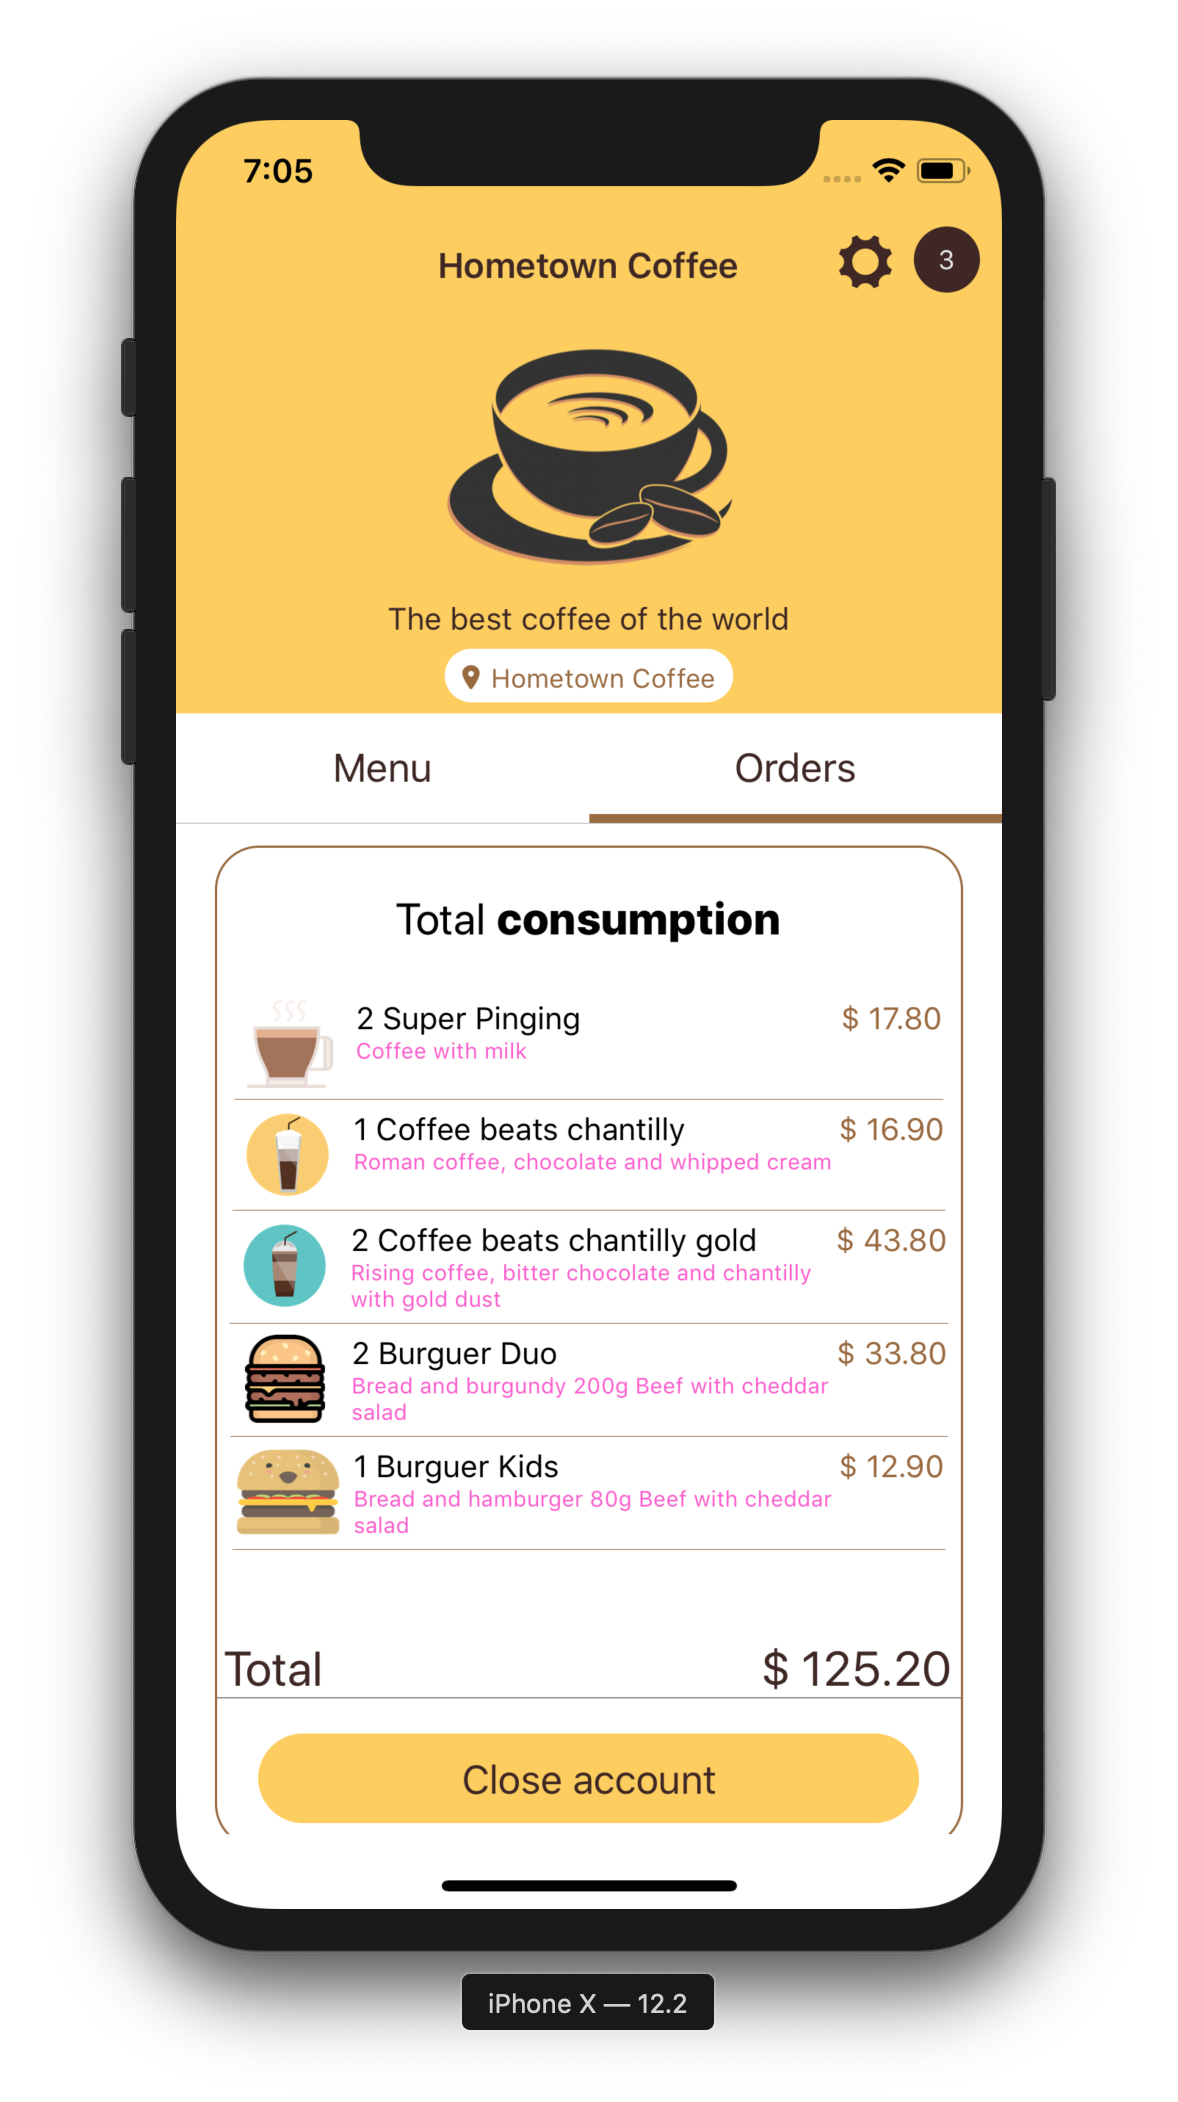 7:05
Hometown Coffee
3
The best coffee of the world
Hometown Coffee
Menu
Orders
Total consumption
2 Super Pinging
$ 17.80
Coffee with milk
1 Coffee beats chantilly
$ 16.90
Roman coffee, chocolate and whipped cream
2 Coffee beats chantilly gold
$ 43.80
Rising coffee, bitter chocolate and chantilly
with gold dust
2 Burguer Duo
$ 33.80
Bread and burgundy 200g Beef with cheddar
salad
1 Burguer Kids
$ 12.90
Bread and hamburger 80g Beef with cheddar
salad
Total
$ 125.20
Close account
iPhone X — 12.2